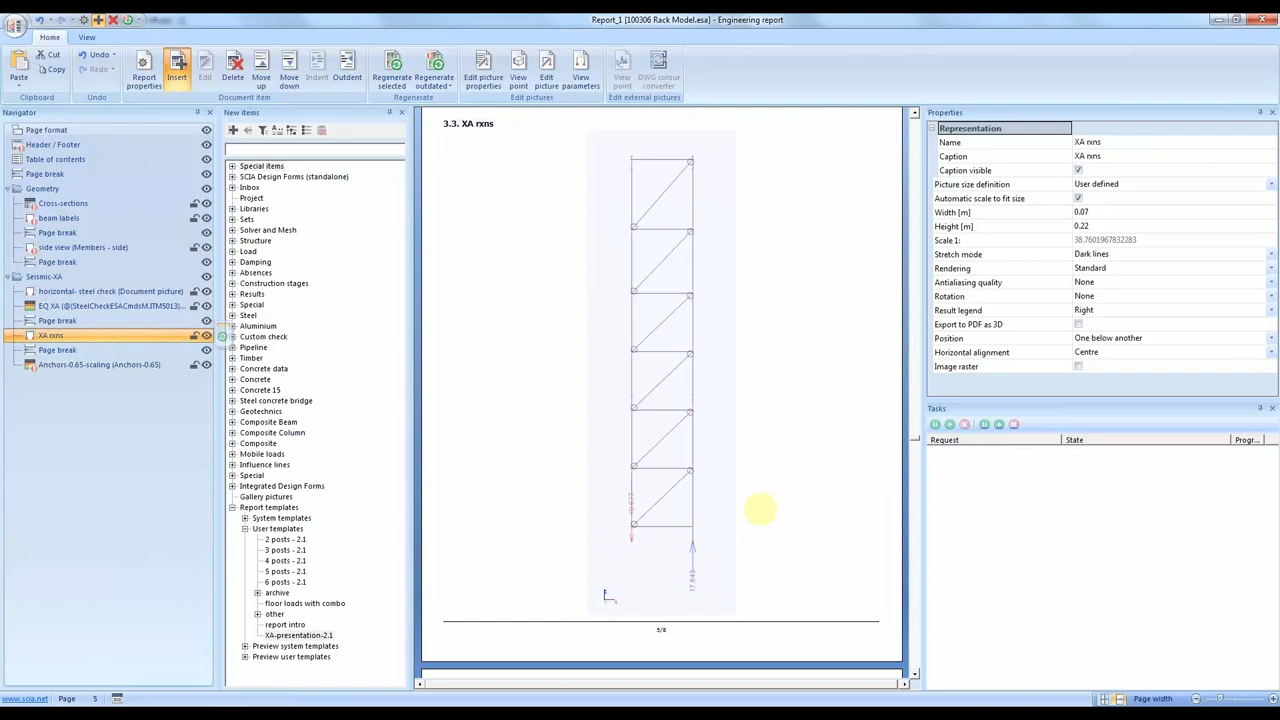 Report_1 [100306 Rack Model.esa] - Engineering report
Home View
Paste
Cut
Copy
Clipboard
Undo
Redo
Undo
Report properties
Insert
Edit
Delete
Move up
Move down
Indent
Outdent
Document item
Regenerate selected
Regenerate outdated
Regenerate
Edit picture properties
View point
Edit picture
View parameters
Edit pictures
View point
DWG colour converter
Edit external pictures
Navigator
Page format
Header / Footer
Table of contents
Page break
Geometry
Cross-sections
beam labels
Page break
side view (Members - side)
Page break
Seismic-XA
horizontal- steel check (Document picture)
EQ XA (@(SteelCheckESACmdsM.ITM5013)
Page break
XA rxns
Page break
Anchors-0.65-scaling (Anchors-0.65)
New items
Special items
SCIA Design Forms (standalone)
Inbox
Project
Libraries
Sets
Solver and Mesh
Structure
Load
Damping
Absences
Construction stages
Results
Special
Steel
Aluminium
Custom check
Pipeline
Timber
Concrete data
Concrete
Concrete 15
Steel concrete bridge
Geotechnics
Composite Beam
Composite Column
Composite
Mobile loads
Influence lines
Special
Integrated Design Forms
Gallery pictures
Report templates
System templates
User templates
2 posts - 2.1
3 posts - 2.1
4 posts - 2.1
5 posts - 2.1
6 posts - 2.1
archive
floor loads with combo
other
report intro
XA-presentation-2.1
Preview system templates
Preview user templates
3.3. XA rxns
17.649
5/8
Properties
Representation
Name XA rxns
Caption XA rxns
Caption visible
Picture size definition User defined
Automatic scale to fit size
Width [m] 0.07
Height [m] 0.22
Scale 1: 38.7601967832283
Stretch mode Dark lines
Rendering Standard
Antialiasing quality None
Rotation None
Result legend Right
Export to PDF as 3D
Position One below another
Horizontal alignment Centre
Image raster
Tasks
Request State Progr...
www.scia.net Page 5 Page width